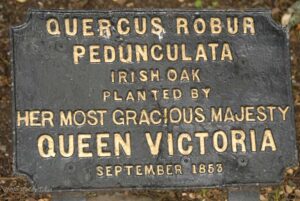 QUERCUS ROBUR
PEDUNCULATA
IRISH OAK
PLANTED BY
HER MOST GRACIOUS MAJESTY
QUEEN VICTORIA
SEPTEMBER 1853